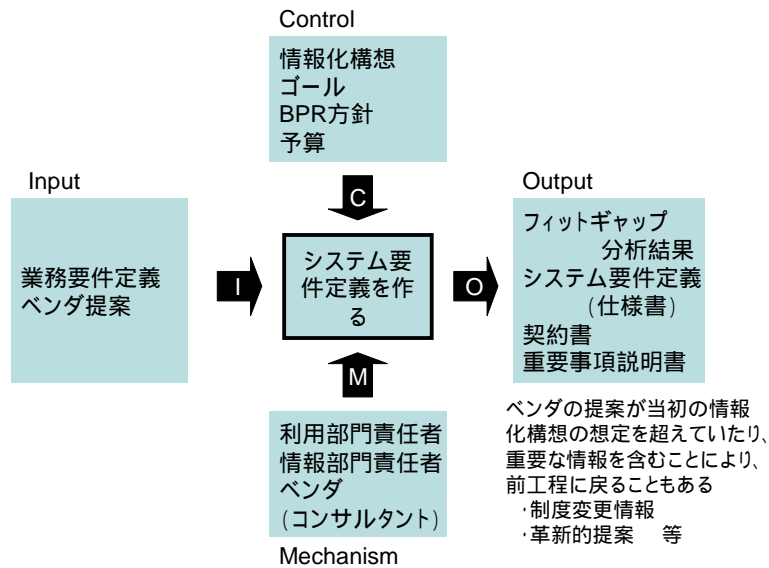 Control
情報化構想
ゴール
BPR方針
予算
C
Input
業務要件定義
ベンダ提案
I
システム要
件定義を作
る
O
Output
フィットギャップ
分析結果
システム要件定義
(仕様書)
契約書
重要事項説明書
M
利用部門責任者
情報部門責任者
ベンダ
(コンサルタント)
Mechanism
ベンダの提案が当初の情報
化構想の想定を超えていたり、
重要な情報を含むことにより、
前工程に戻ることもある
・制度変更情報
・革新的提案 等